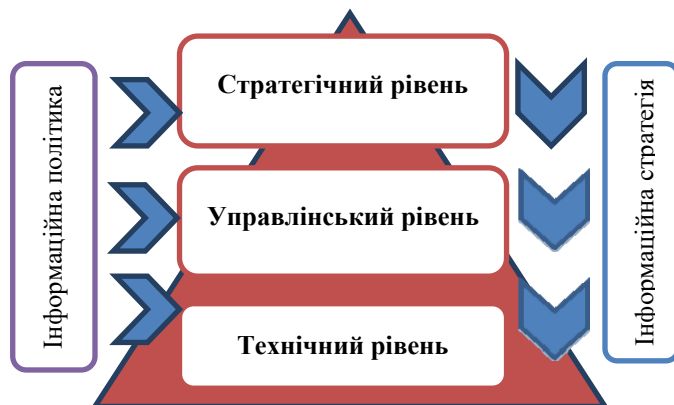 Інформаційна політика
Стратегічний рівень
Управлінський рівень
Технічний рівень
Інформаційна стратегія